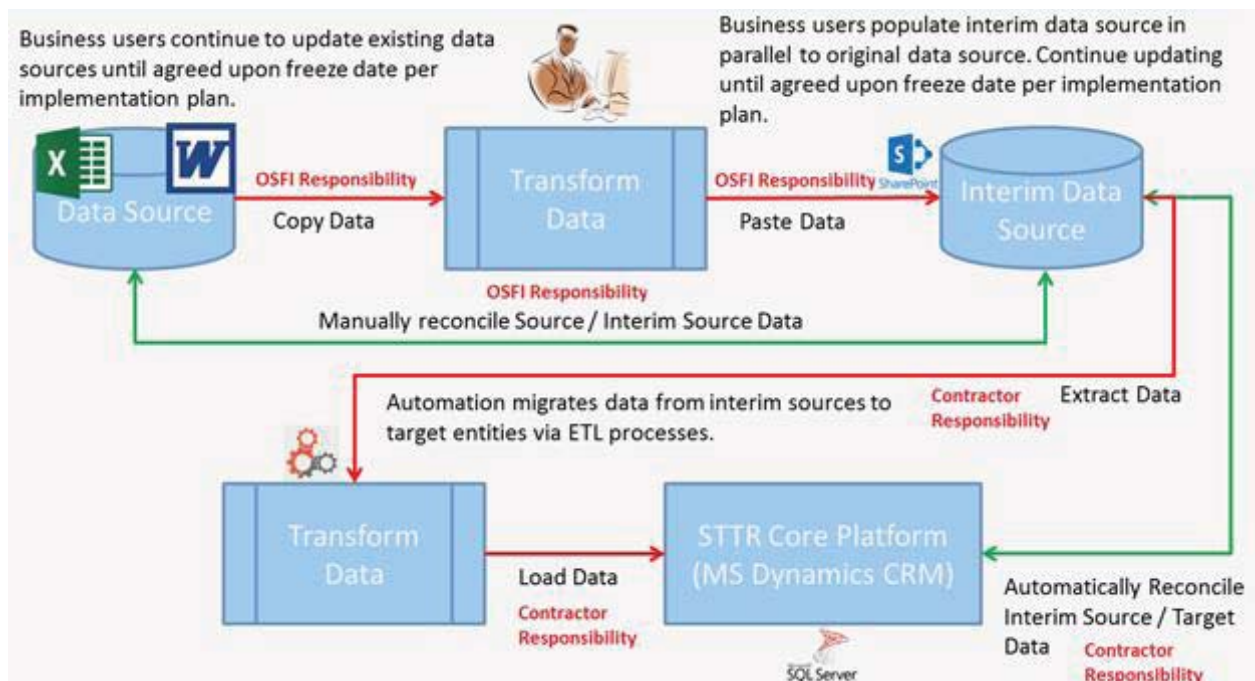 Business users continue to update existing data
sources until agreed upon freeze date per
implementation plan.
Business users populate interim data source in
parallel to original data source. Continue updating
until agreed upon freeze date per implementation
plan.
X
W
Data Source
OSFI Responsibility
Copy Data
Transform
Data
OSFI Responsibility
Paste Data
S
SharePoint
Interim Data
Source
OSFI Responsibility
Manually reconcile Source / Interim Source Data
Automation migrates data from interim sources to
target entities via ETL processes.
Contractor
Responsibility
Extract Data
Transform
Data
Load Data
Contractor
Responsibility
STTR Core Platform
(MS Dynamics CRM)
SQL Server
Automatically Reconcile
Interim Source / Target
Data
Contractor
Responsibility